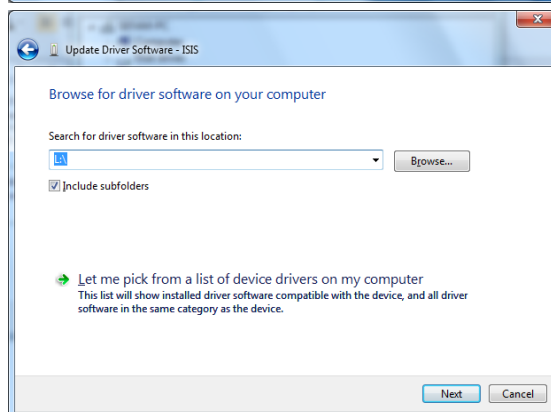 Update Driver Software - ISIS
Browse for driver software on your computer
Search for driver software in this location:
L:\
Browse...
Include subfolders
Let me pick from a list of device drivers on my computer
This list will show installed driver software compatible with the device, and all driver
software in the same category as the device.
Next
Cancel